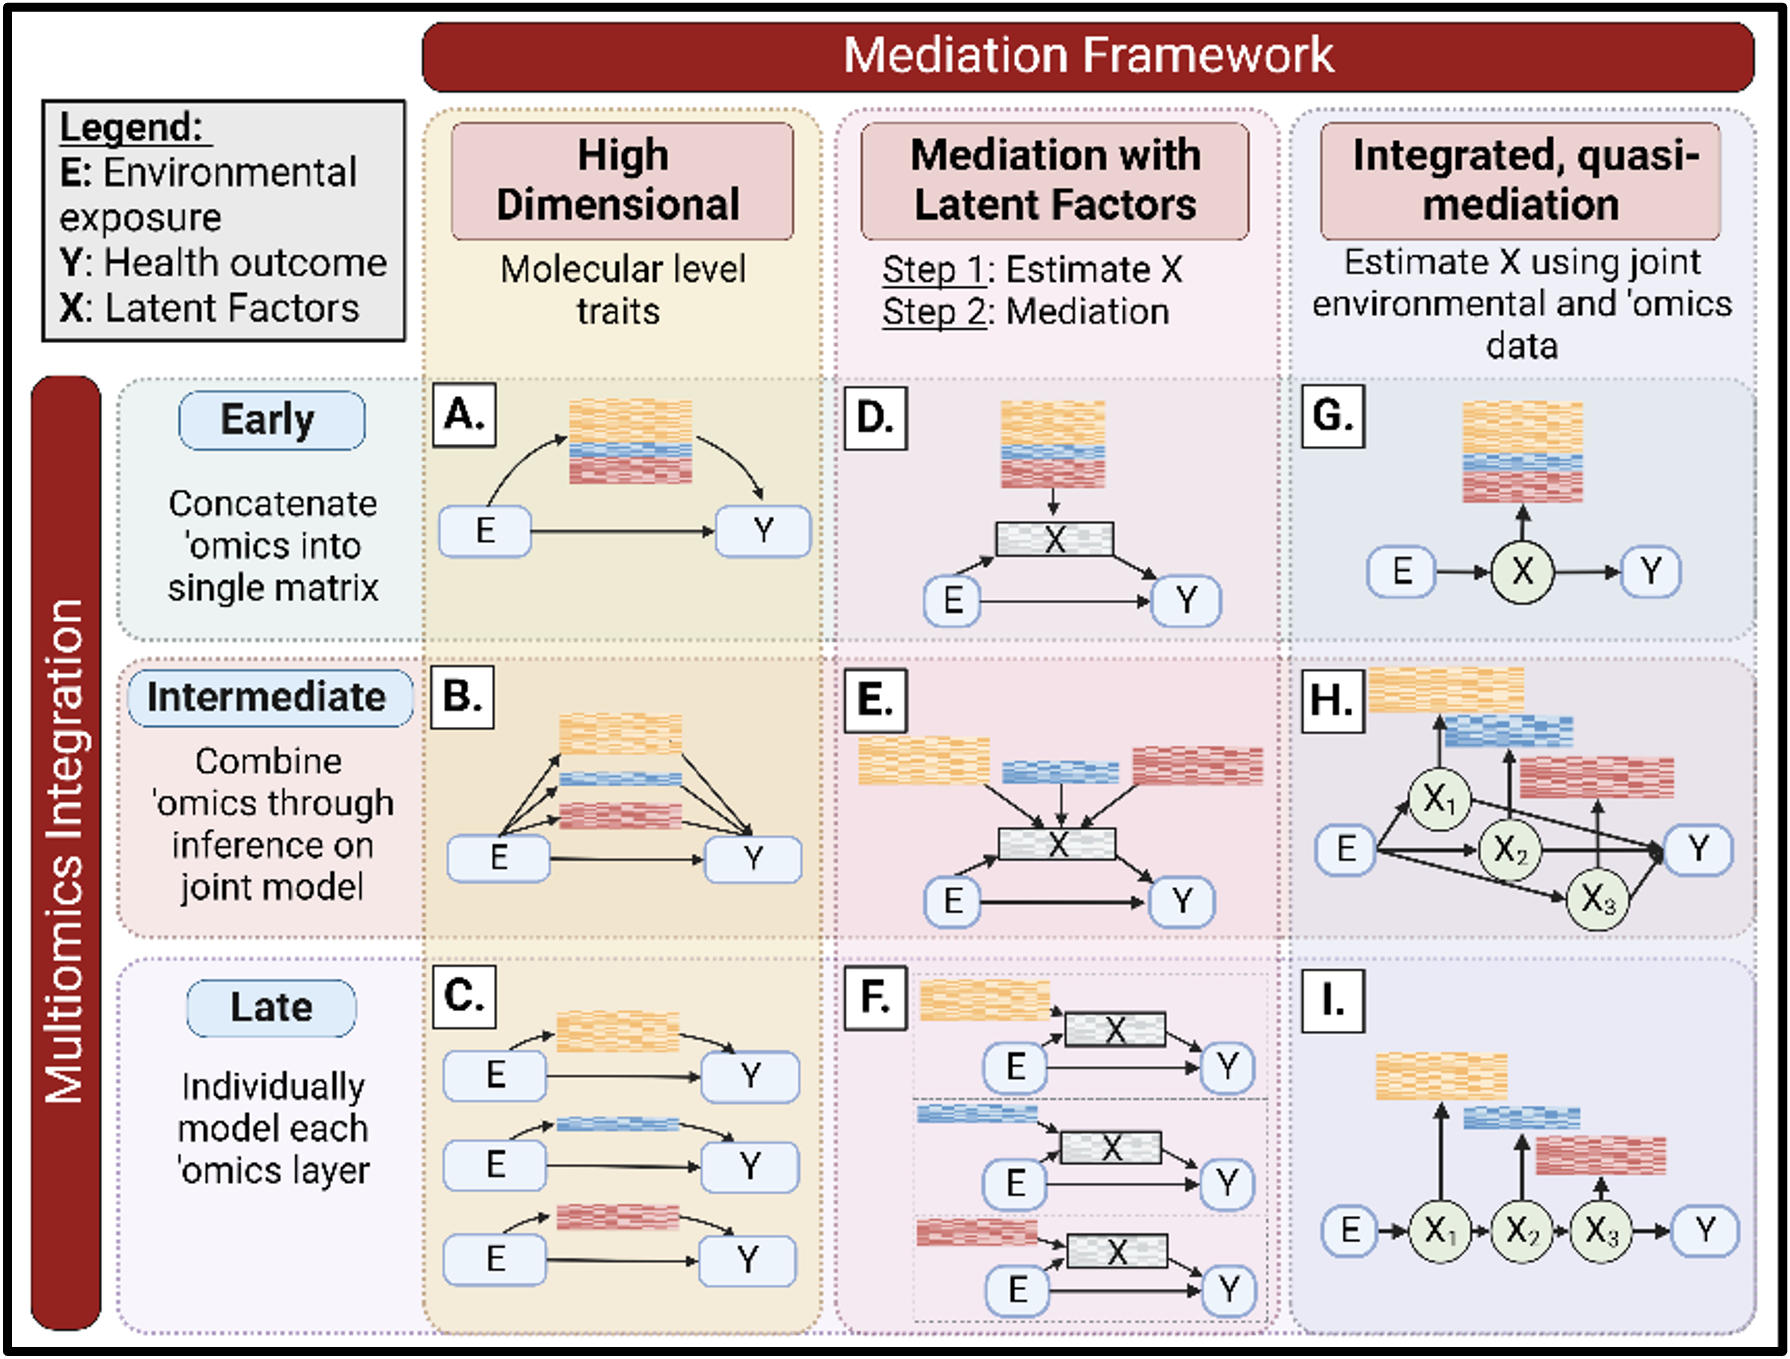 Mediation Framework
Legend:
E: Environmental
exposure
Y: Health outcome
X: Latent Factors
High
Dimensional
Molecular level
traits
Mediation with
Latent Factors
Step 1: Estimate X
Step 2: Mediation
Integrated, quasi-
mediation
Estimate X using joint
environmental and 'omics
data
Multiomics Integration
Early
Concatenate
'omics into
single matrix
A.
E
Y
D.
X
E
Y
G.
E
X
Y
Intermediate
Combine
'omics through
inference on
joint model
B.
E
Y
E.
X
E
Y
H.
X1
E
X2
Y
X3
Late
Individually
model each
'omics layer
C.
E
Y
E
Y
E
Y
F.
X
E
Y
X
E
Y
X
E
Y
I.
E
X1
X2
X3
Y